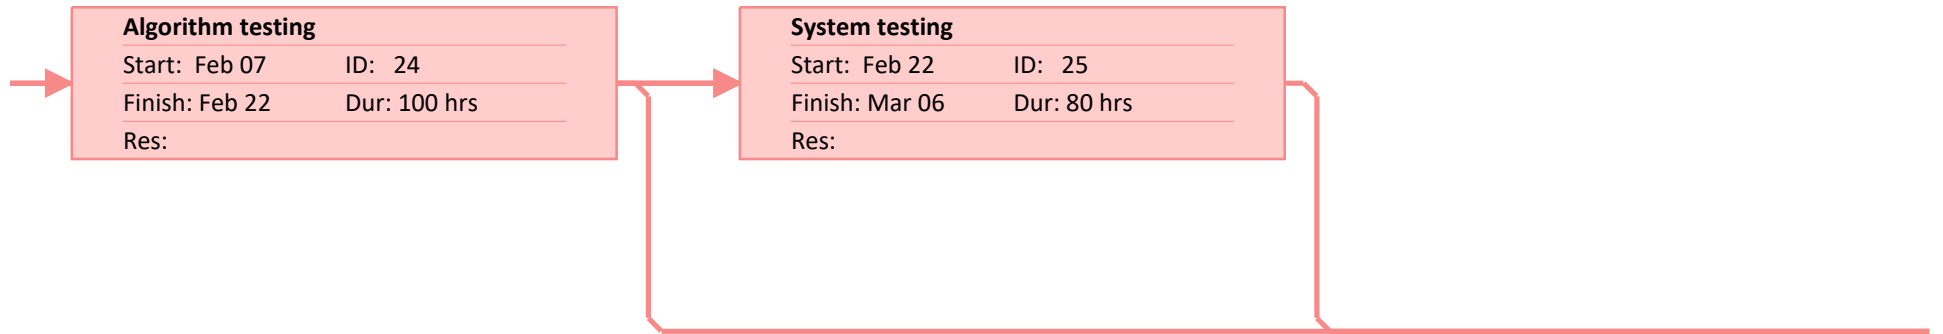 Algorithm testing
Start: Feb 07 ID: 24
Finish: Feb 22 Dur: 100 hrs
Res:
System testing
Start: Feb 22 ID: 25
Finish: Mar 06 Dur: 80 hrs
Res: